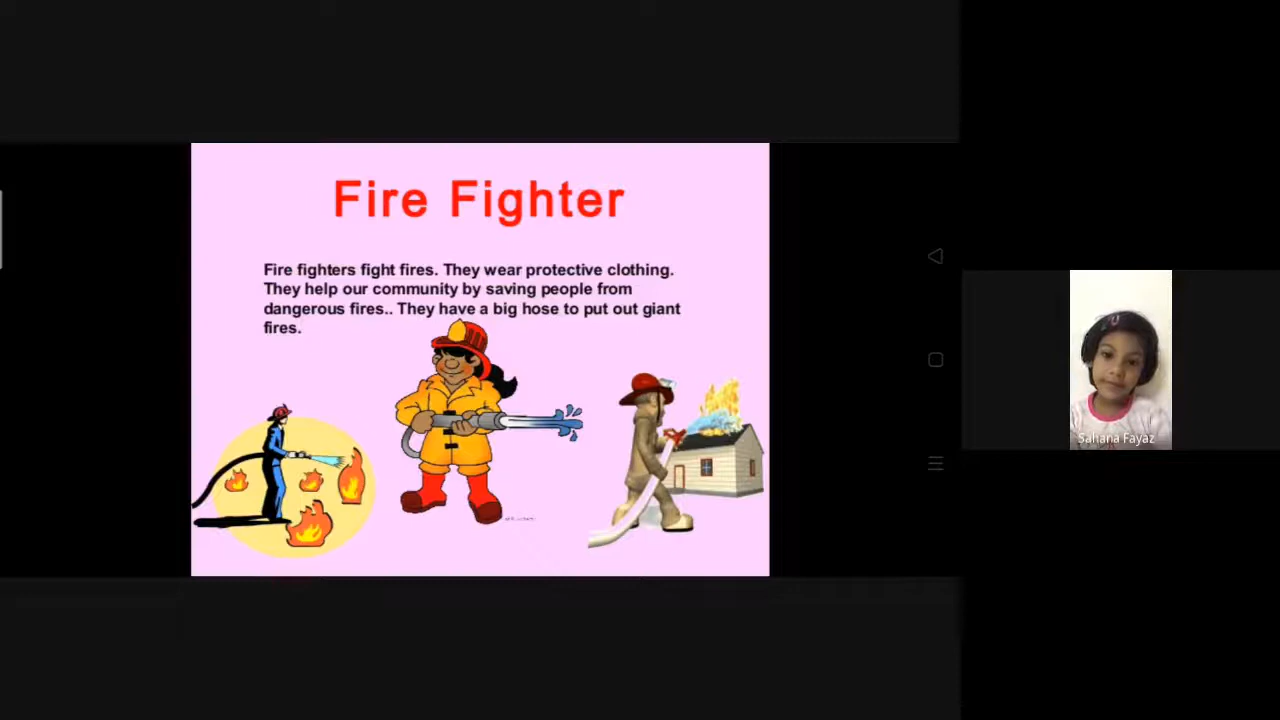 Fire Fighter
Fire fighters fight fires. They wear protective clothing.
They help our community by saving people from
dangerous fires.. They have a big hose to put out giant
fires.
Sahana Fayaz